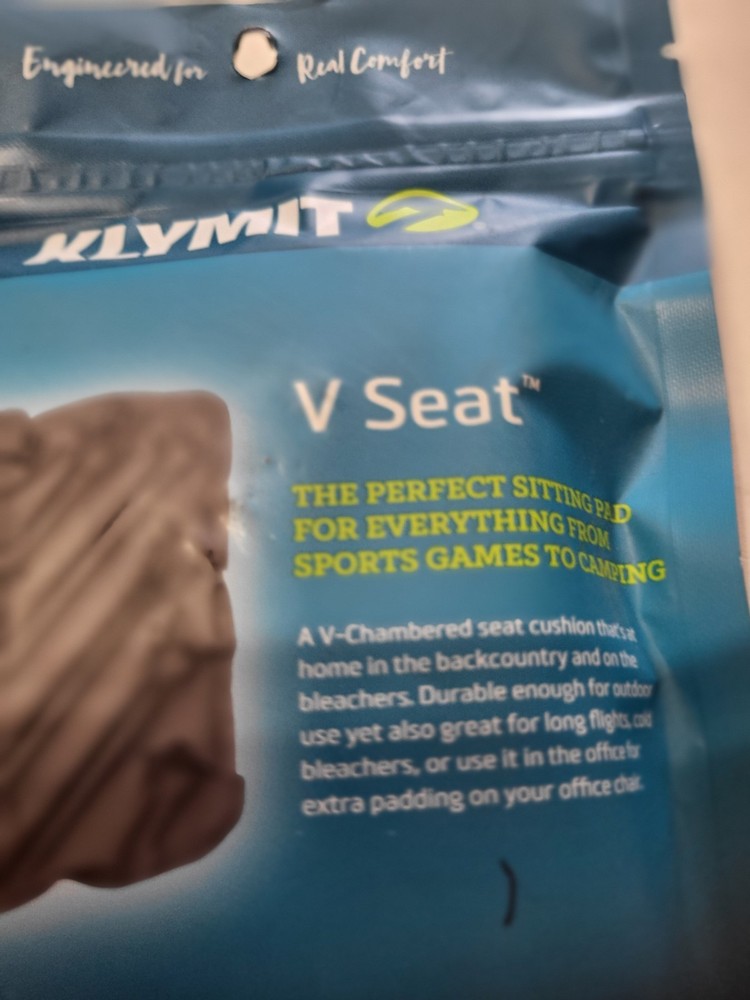 Engineered for Real Comfort
KLYMIT
V Seat™
THE PERFECT SITTING PAD
FOR EVERYTHING FROM
SPORTS GAMES TO CAMPING
A V-Chambered seat cushion that's at
home in the backcountry and on the
bleachers. Durable enough for outdoor
use yet also great for long flights, cold
bleachers, or use it in the office for
extra padding on your office chair.